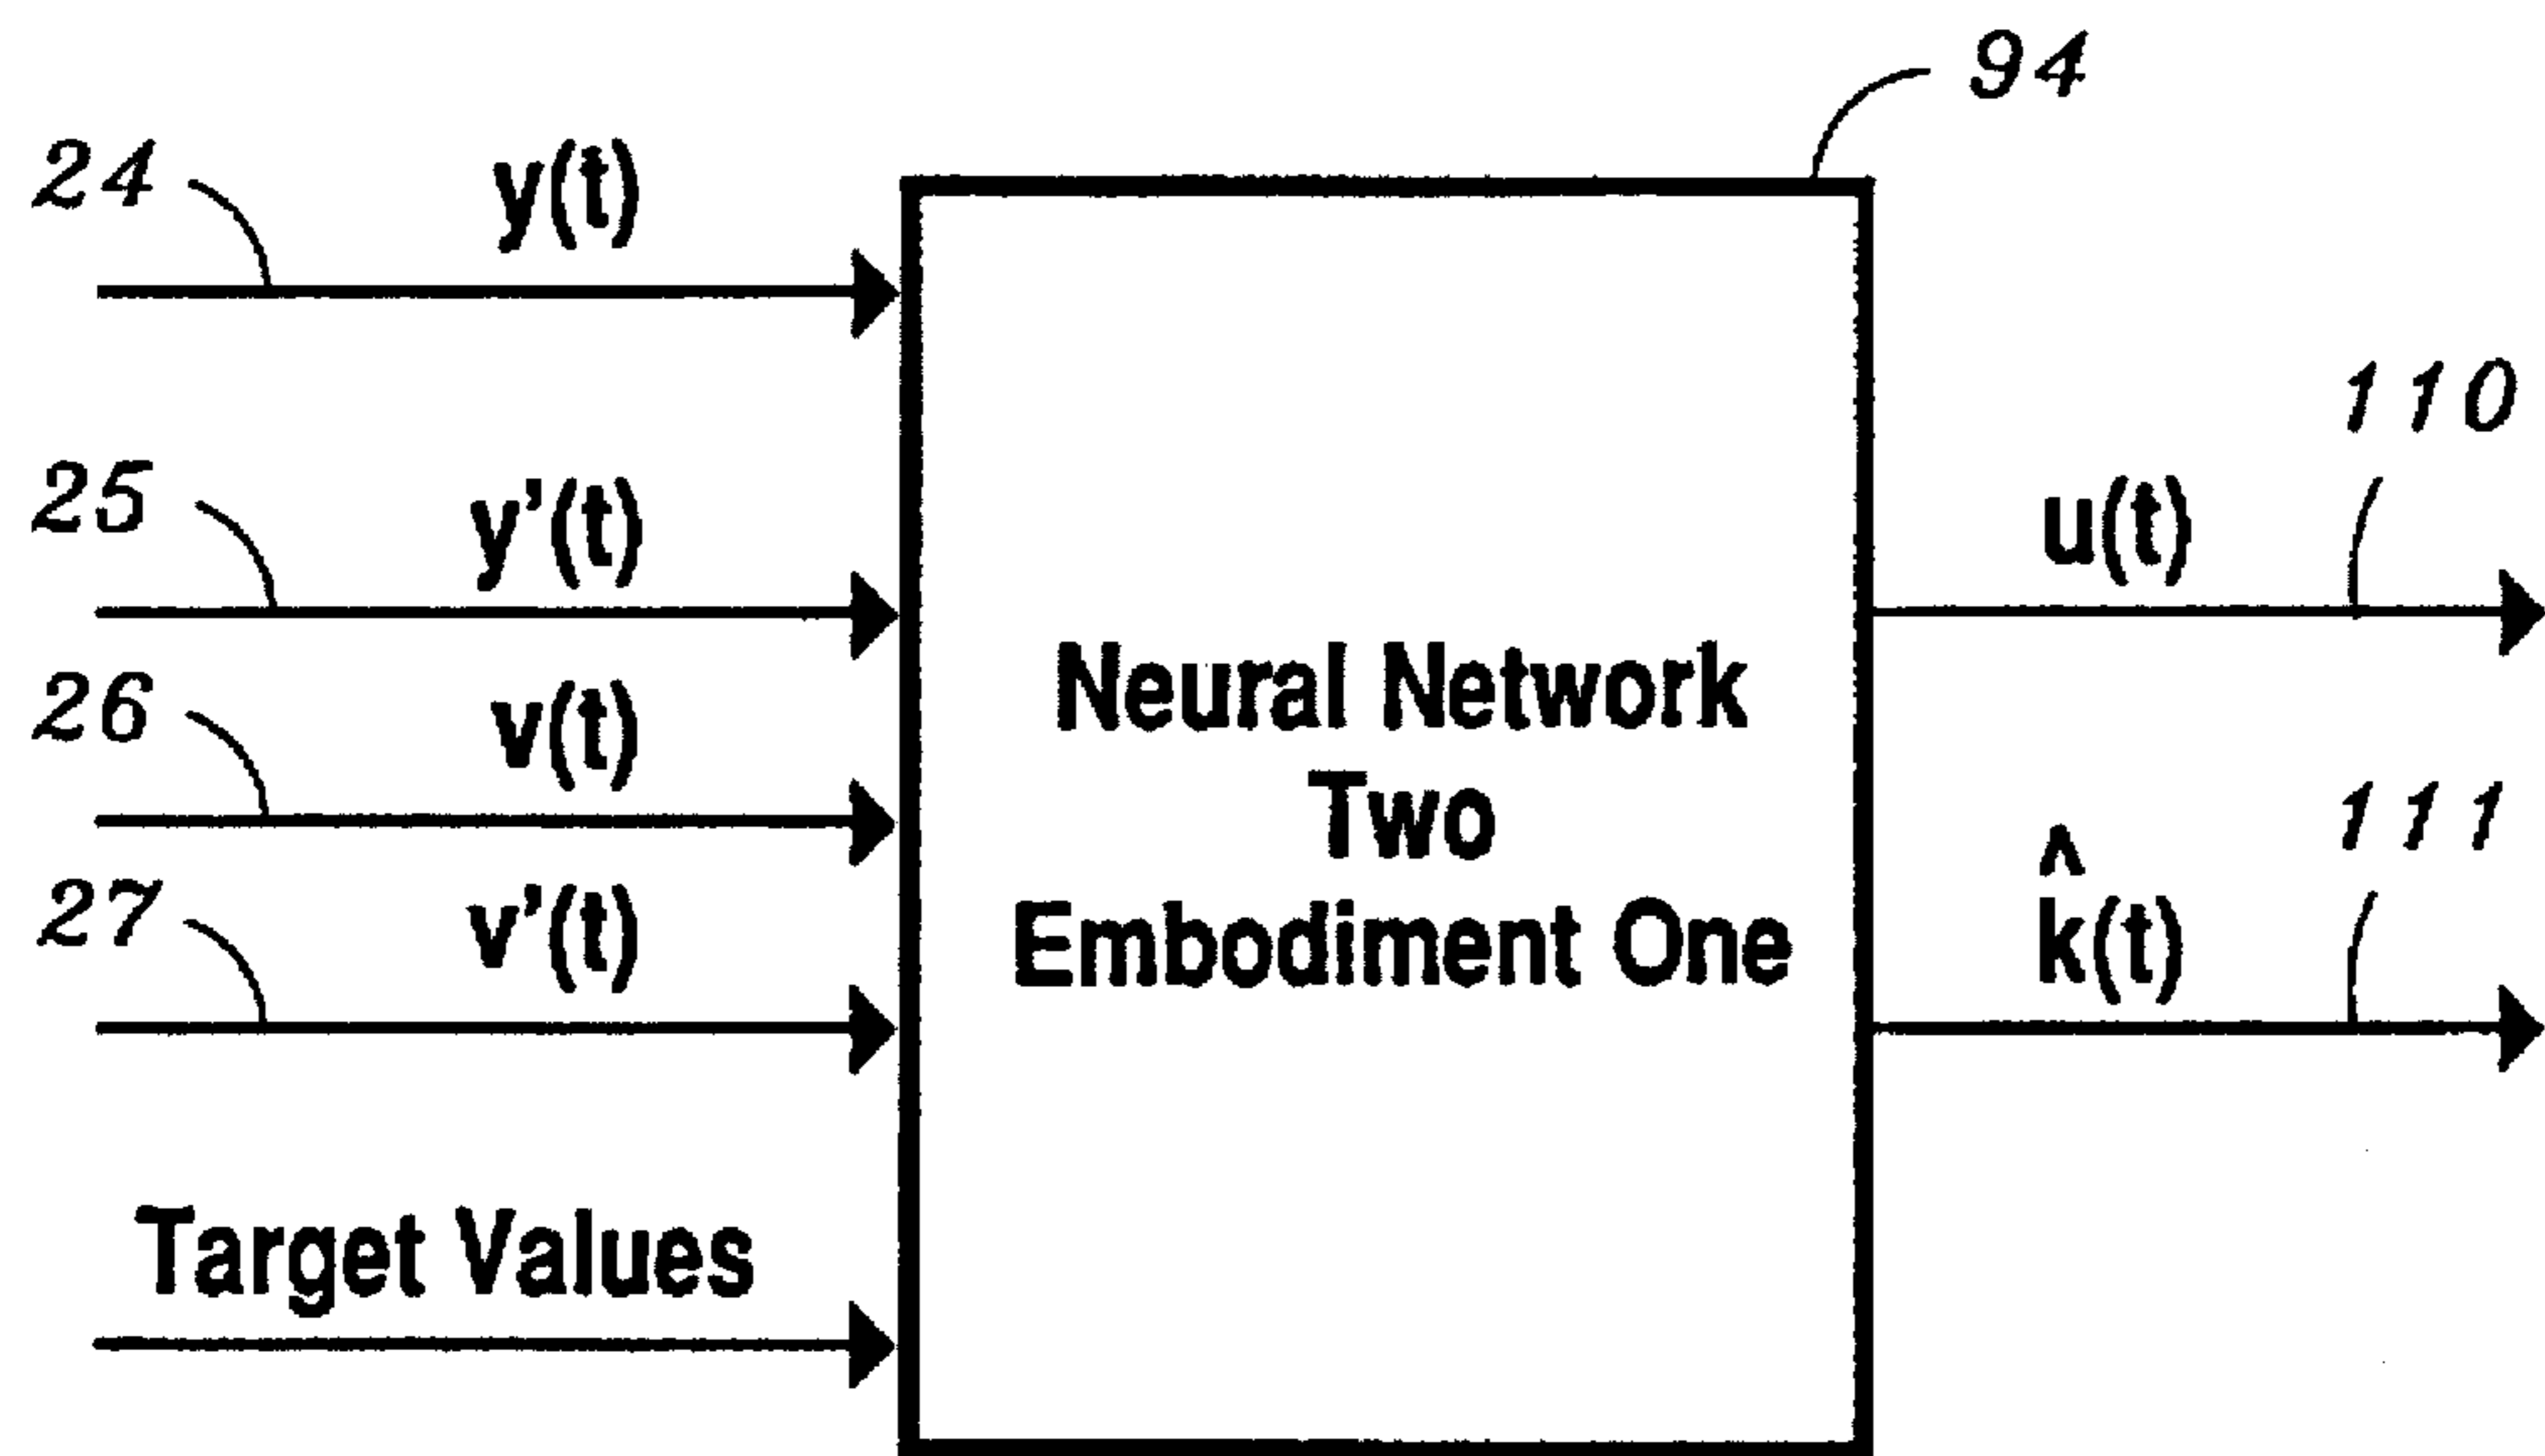 94
24
y(t)
25
y'(t)
110
u(t)
26
v(t)
Neural Network
Two
Embodiment One
27
v'(t)
111
k̂(t)
Target Values